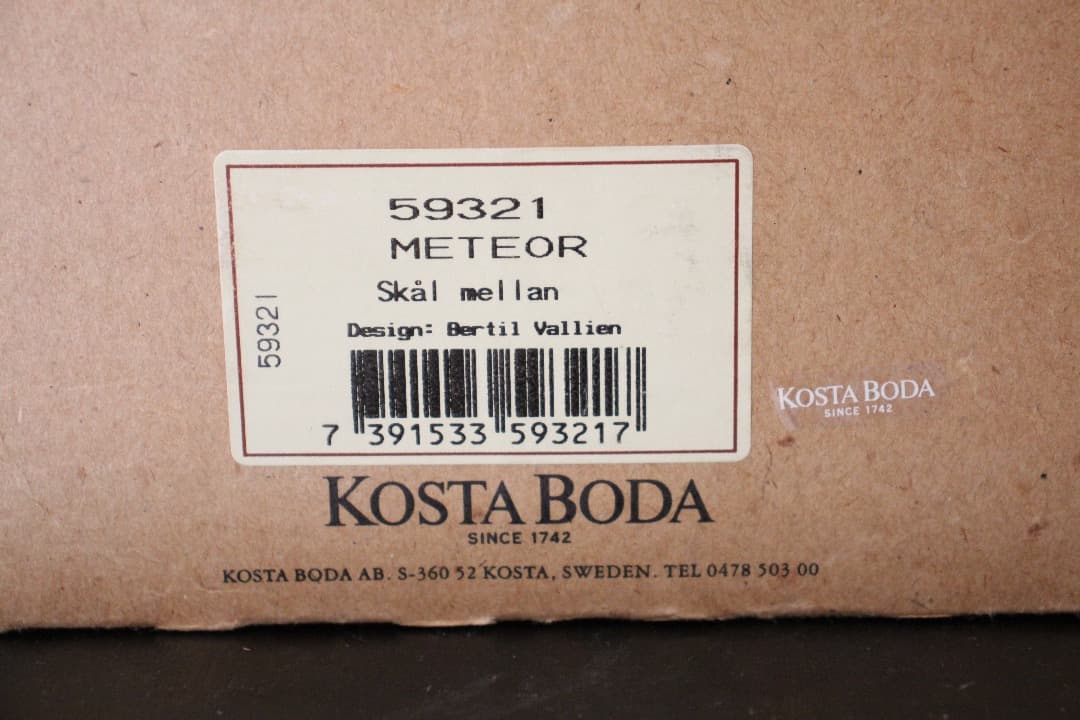 59321
METEOR
Skål mellan
Design: Bertil Vallien
59321
7 391533 593217
KOSTA BODA
SINCE 1742
KOSTA BODA
SINCE 1742
KOSTA BODA AB. S-360 52 KOSTA, SWEDEN. TEL 0478 503 00